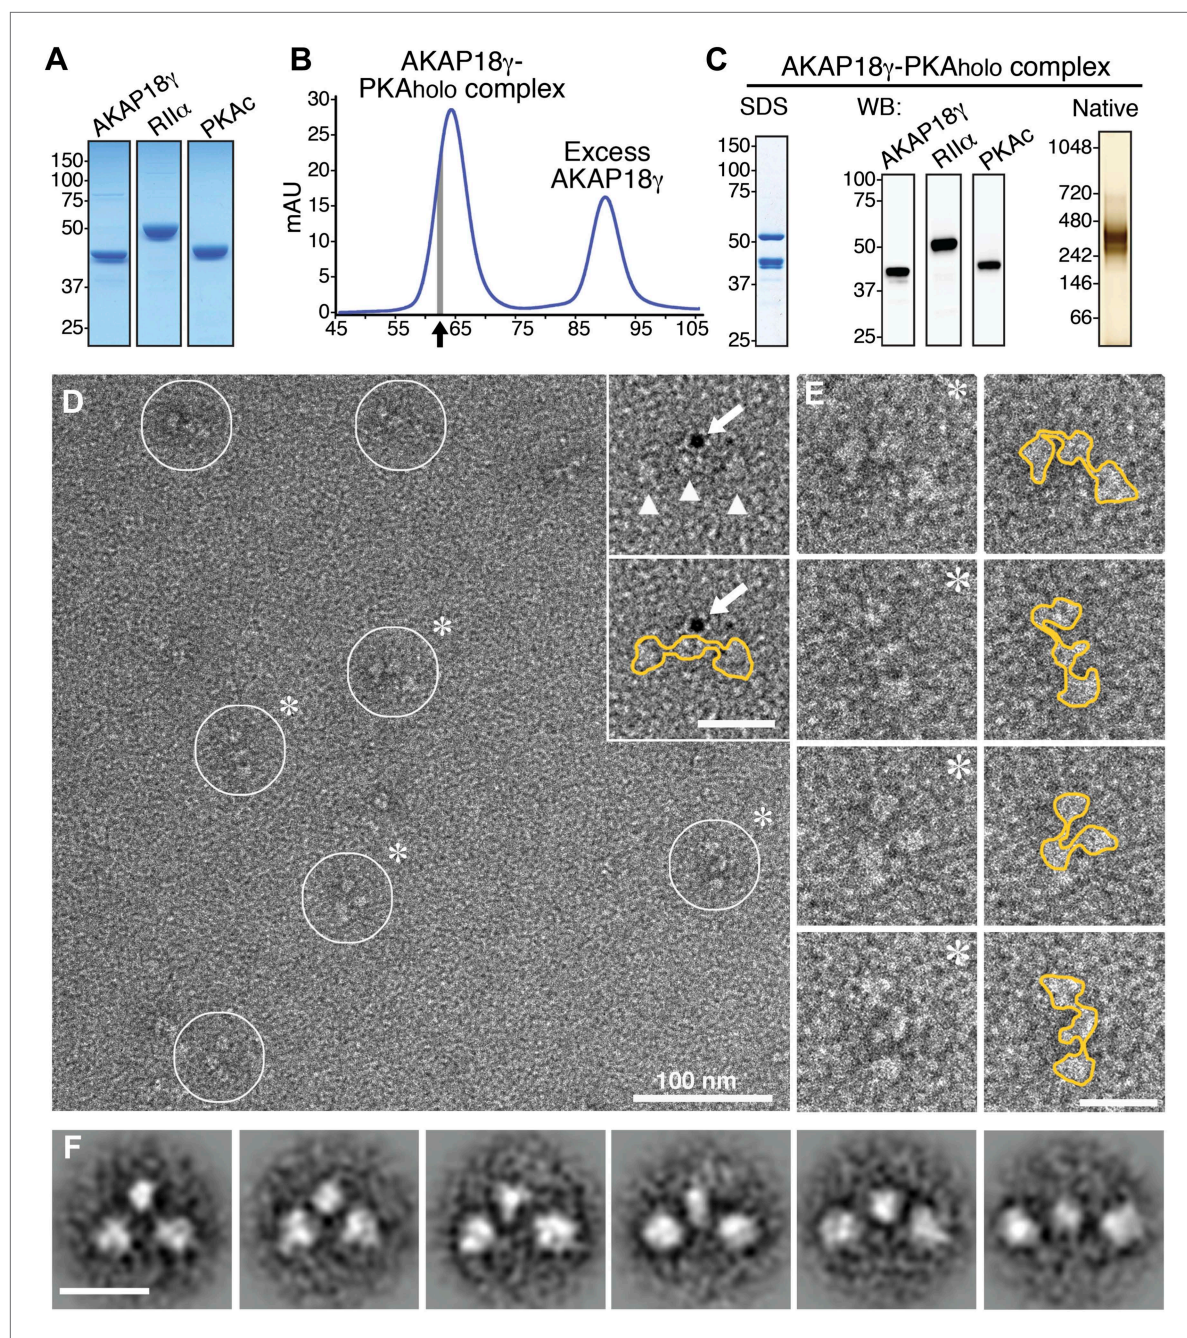 A
AKAP18γ
RIIα
PKAc
150
100
75
50
37
25
B
AKAP18γ-
PKAholo complex
Excess
AKAP18γ
mAU
30
25
20
15
10
5
0
45
55
65
75
85
95
105
C
AKAP18γ-PKAholo complex
SDS
WB:
Native
AKAP18γ
RIIα
PKAc
150
100
75
50
37
25
100
75
50
37
25
1048
720
480
242
146
66
D
*
*
*
*
100 nm
E
*
*
*
*
F